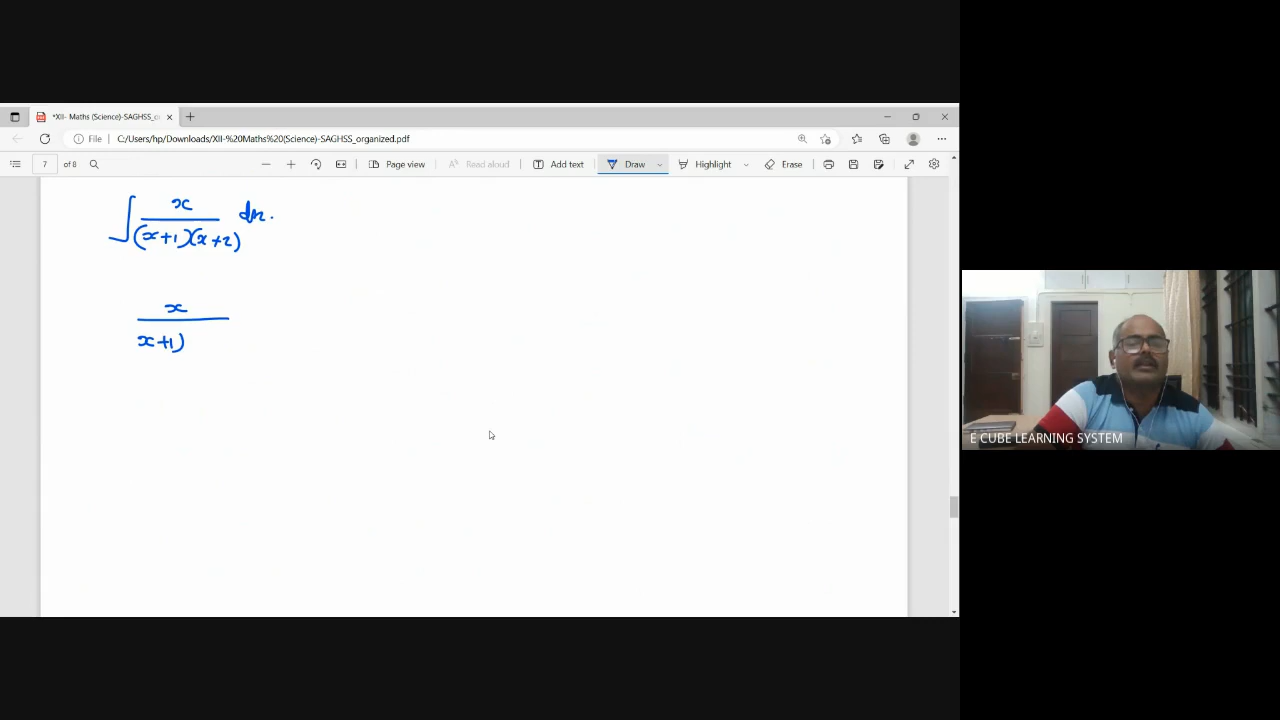 *XII- Maths (Science)-SAGHSS_o
File C:/Users/hp/Downloads/XII-%20Maths%20(Science)-SAGHSS_organized.pdf
7 of 8 Page view Read aloud Add text Draw Highlight Erase
∫ x/((x+1)(x+2) dx.
x
x+1)
E CUBE LEARNING SYSTEM